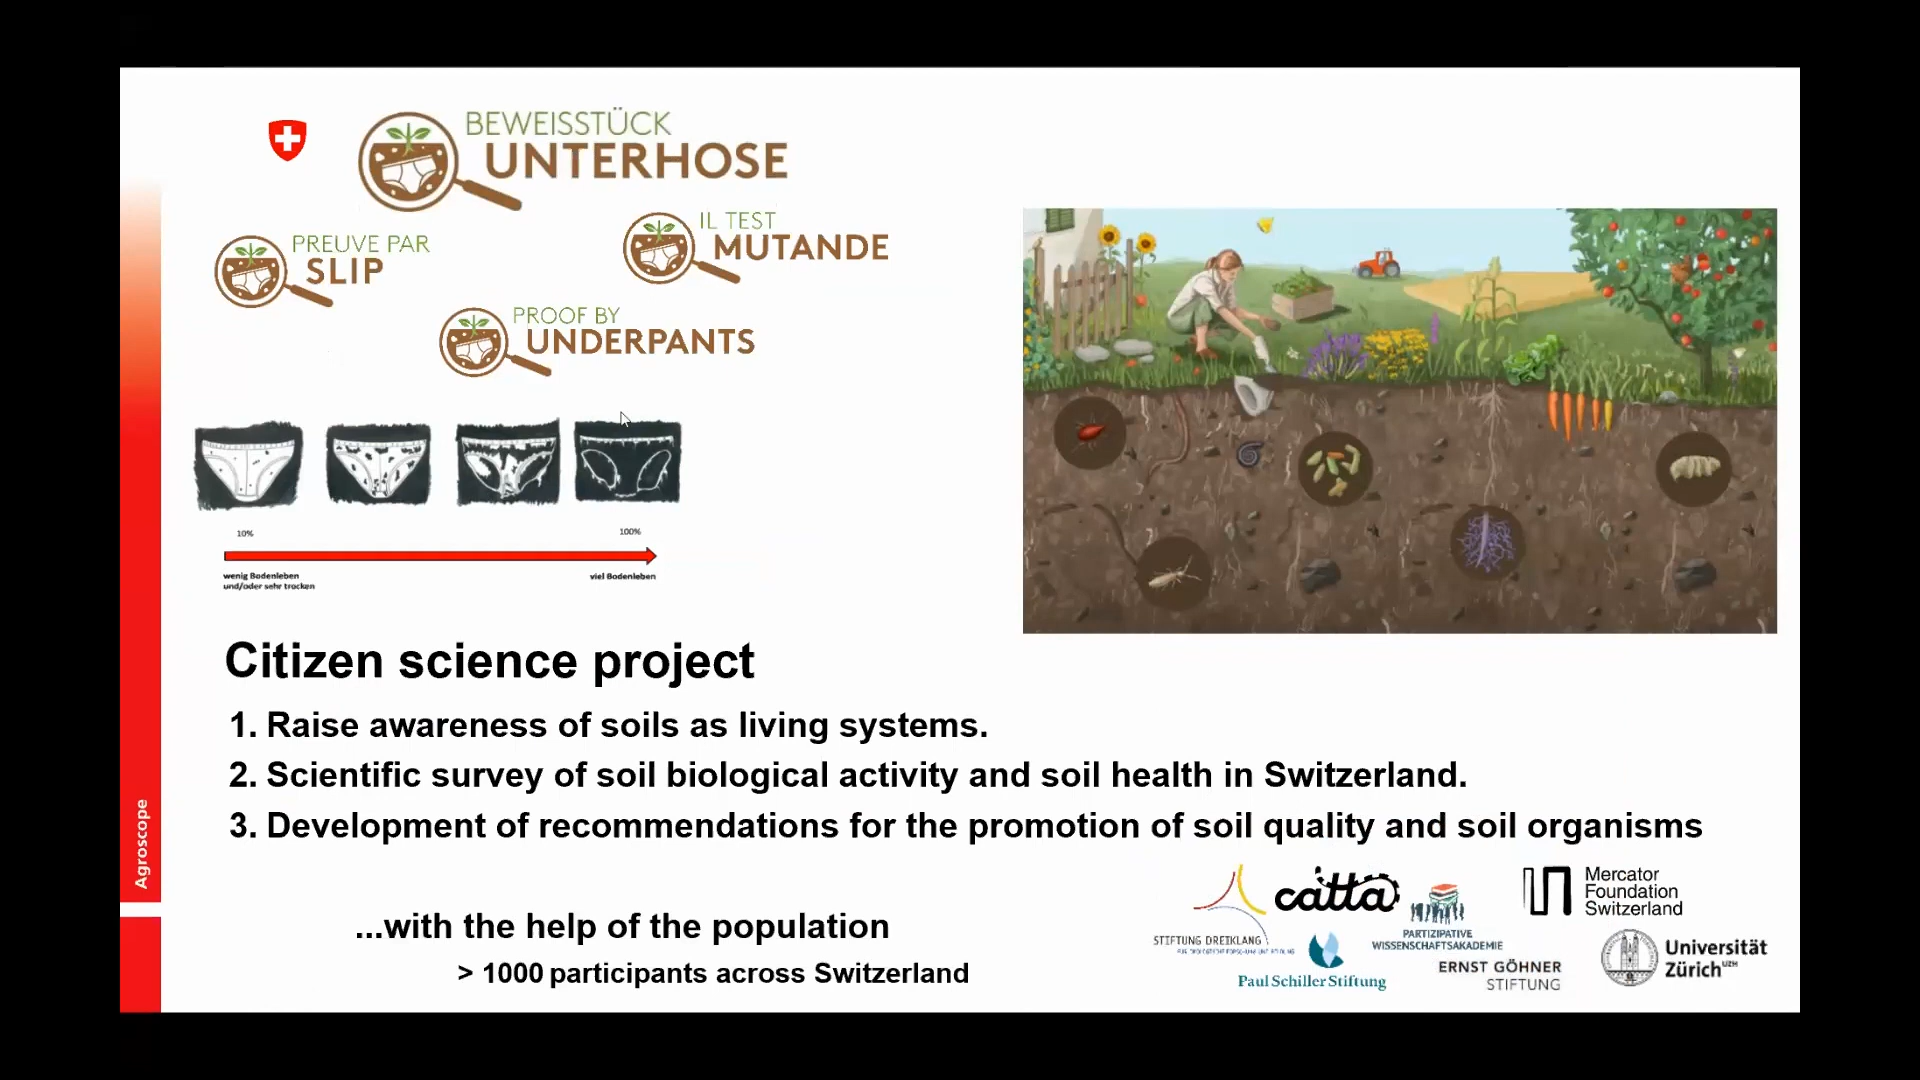 BEWEISSTÜCK
UNTERHOSE
PREUVE PAR
SLIP
IL TEST
MUTANDE
PROOF BY
UNDERPANTS
10%
100%
wenig Bodenleben
und/oder sehr trocken
viel Bodenleben
Citizen science project
1. Raise awareness of soils as living systems.
2. Scientific survey of soil biological activity and soil health in Switzerland.
3. Development of recommendations for the promotion of soil quality and soil organisms
...with the help of the population
> 1000 participants across Switzerland
Agroscope
catta
Mercator
Foundation
Switzerland
STIFTUNG DREIKLANG
PARTIZIPATIVE
WISSENSCHAFTSAKADEMIE
Paul Schiller Stiftung
ERNST GÖHNER
STIFTUNG
Universität
Zürich UZH